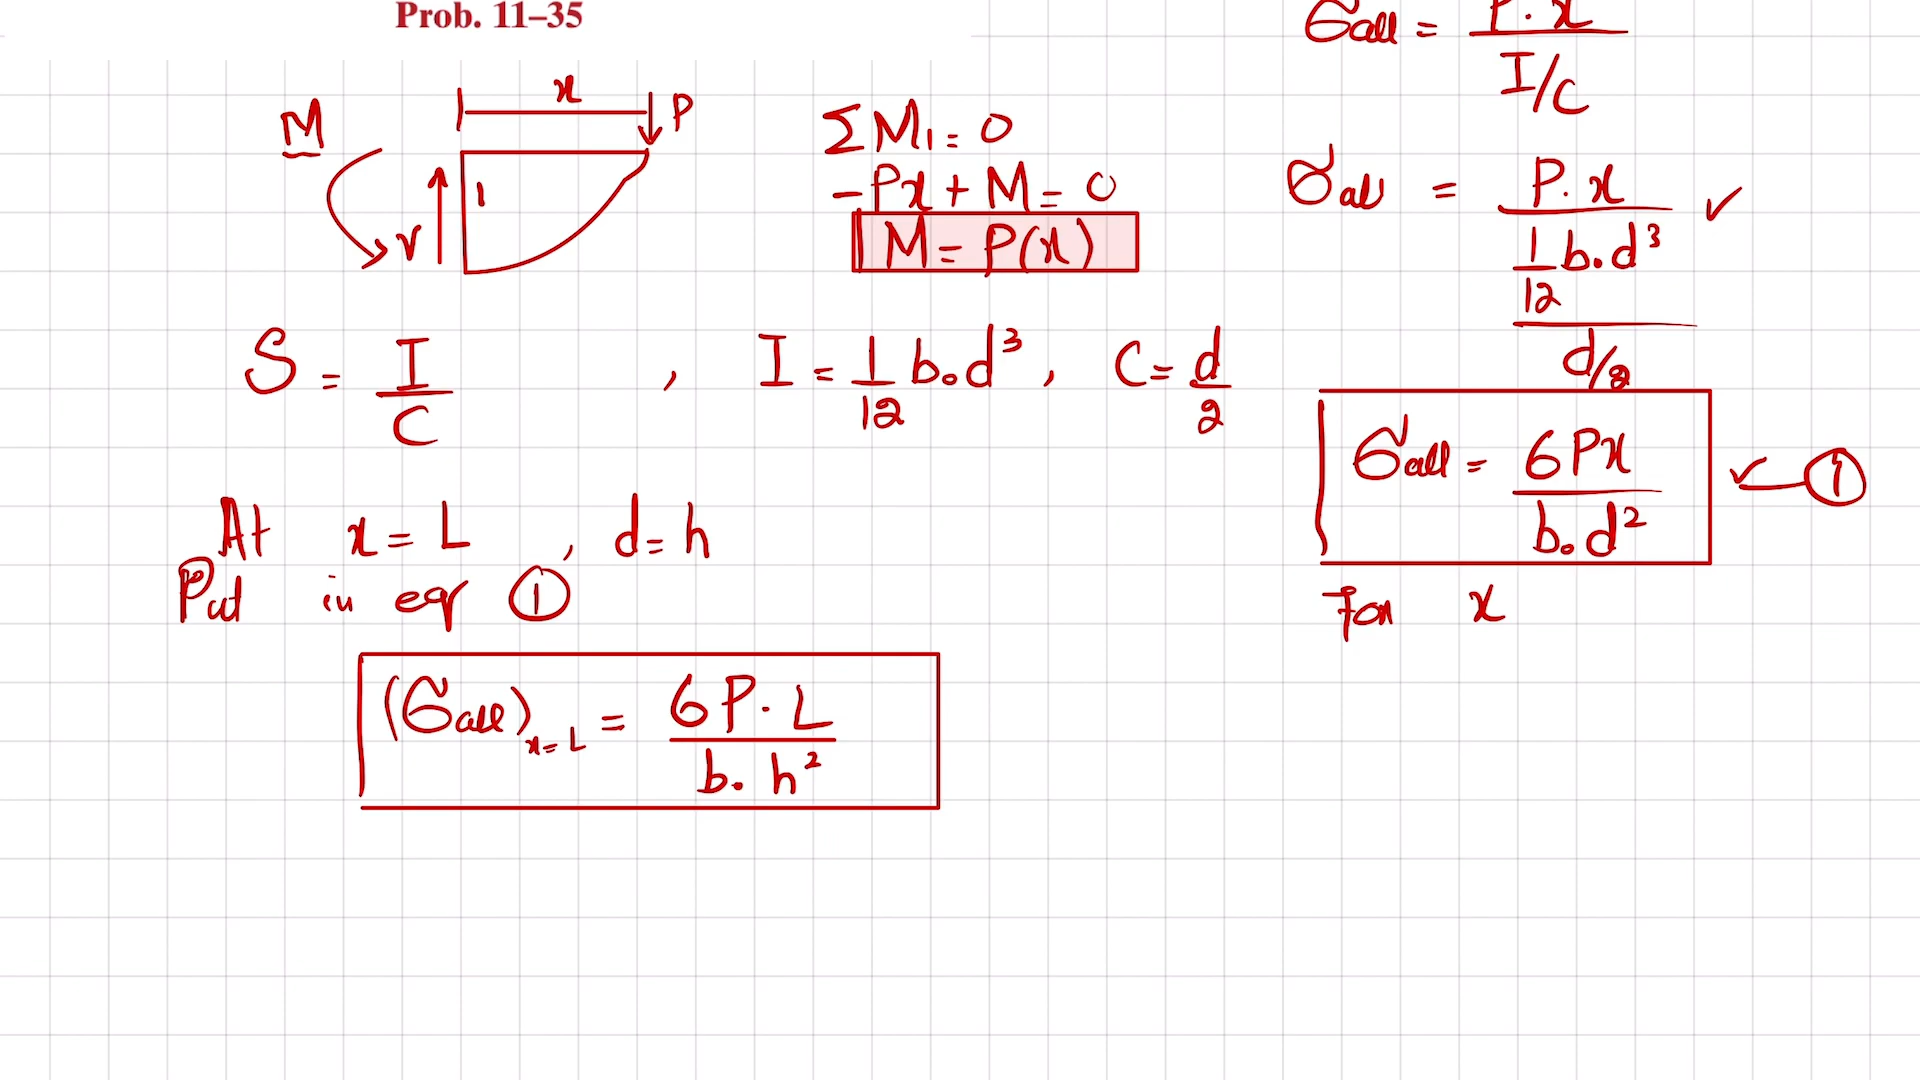 Prob. 11–35
x
P
M
1
V
ΣM₁ = 0
-Px + M = 0
M = P(x)
S = I/C , I = 1/12 b.d³, C = d/2
At x = L , d = h
Put in eq ①
(σall)x=L = 6P.L / b.h²
σall = P.x / I/C
σall = P.x / (1/12 b.d³ / d/2) ✓
σall = 6Px / b.d² ✓ ①
For x